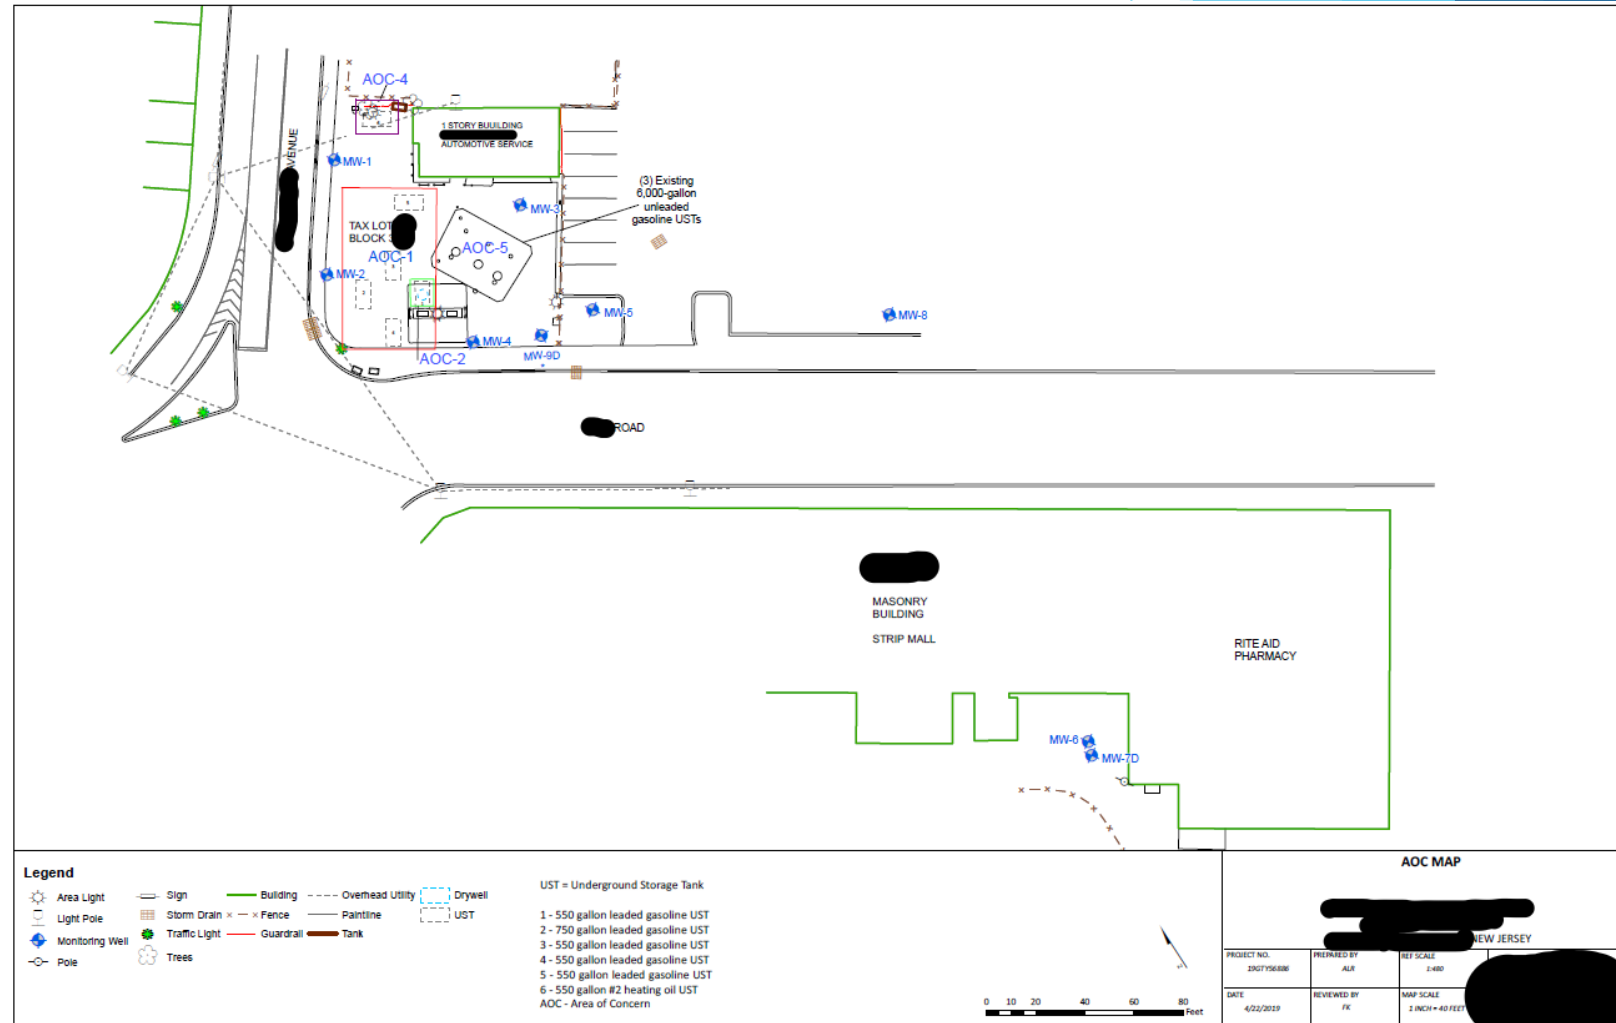 AOC-4
1 STORY BUUILDING
AUTOMOTIVE SERVICE
MW-1
(3) Existing
6,000-gallon
unleaded
gasoline USTs
MW-3
TAX LOT
BLOCK
AOC-5
AOC-1
MW-2
MW-5
MW-8
MW-4
MW-9D
AOC-2
ROAD
MASONRY
BUILDING
STRIP MALL
RITE AID
PHARMACY
MW-6
MW-7D
Legend
Area Light
Light Pole
Monitoring Well
Pole
Sign
Storm Drain
Traffic Light
Trees
Building
Fence
Guardrail
Overhead Utility
Paintline
Tank
Drywell
UST
UST = Underground Storage Tank
1 - 550 gallon leaded gasoline UST
2 - 750 gallon leaded gasoline UST
3 - 550 gallon leaded gasoline UST
4 - 550 gallon leaded gasoline UST
5 - 550 gallon leaded gasoline UST
6 - 550 gallon #2 heating oil UST
AOC - Area of Concern
0 10 20 40 60 80
Feet
AOC MAP
NEW JERSEY
PROJECT NO.
19GTY56886
PREPARED BY
ALR
REF SCALE
1:480
DATE
4/22/2019
REVIEWED BY
FK
MAP SCALE
1 INCH = 40 FEET